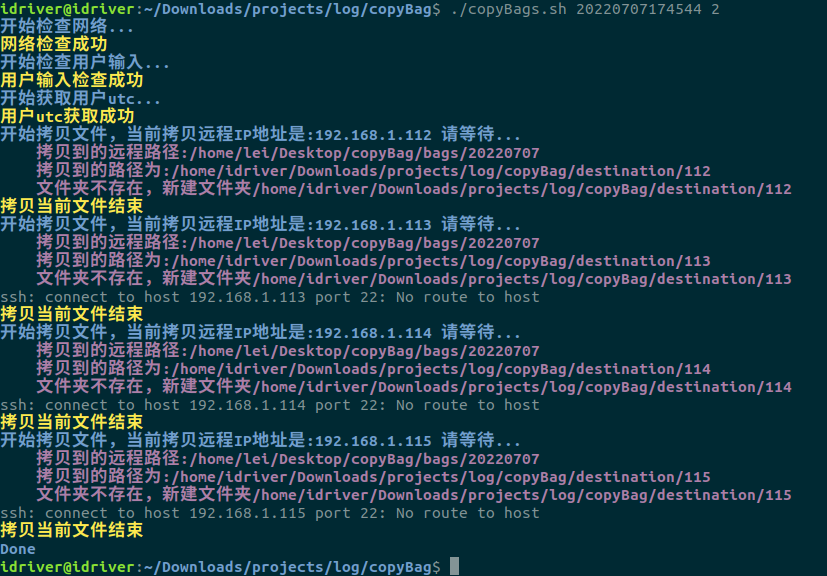 idriver@idriver:~/Downloads/projects/log/copyBag$ ./copyBags.sh 20220707174544 2
开始检查网络...
网络检查成功
开始检查用户输入...
用户输入检查成功
开始获取用户utc...
用户utc获取成功
开始拷贝文件，当前拷贝远程IP地址是:192.168.1.112 请等待...
    拷贝到的远程路径:/home/lei/Desktop/copyBag/bags/20220707
    拷贝到的路径为:/home/idriver/Downloads/projects/log/copyBag/destination/112
    文件夹不存在，新建文件夹/home/idriver/Downloads/projects/log/copyBag/destination/112
拷贝当前文件结束
开始拷贝文件，当前拷贝远程IP地址是:192.168.1.113 请等待...
    拷贝到的远程路径:/home/lei/Desktop/copyBag/bags/20220707
    拷贝到的路径为:/home/idriver/Downloads/projects/log/copyBag/destination/113
    文件夹不存在，新建文件夹/home/idriver/Downloads/projects/log/copyBag/destination/113
ssh: connect to host 192.168.1.113 port 22: No route to host
拷贝当前文件结束
开始拷贝文件，当前拷贝远程IP地址是:192.168.1.114 请等待...
    拷贝到的远程路径:/home/lei/Desktop/copyBag/bags/20220707
    拷贝到的路径为:/home/idriver/Downloads/projects/log/copyBag/destination/114
    文件夹不存在，新建文件夹/home/idriver/Downloads/projects/log/copyBag/destination/114
ssh: connect to host 192.168.1.114 port 22: No route to host
拷贝当前文件结束
开始拷贝文件，当前拷贝远程IP地址是:192.168.1.115 请等待...
    拷贝到的远程路径:/home/lei/Desktop/copyBag/bags/20220707
    拷贝到的路径为:/home/idriver/Downloads/projects/log/copyBag/destination/115
    文件夹不存在，新建文件夹/home/idriver/Downloads/projects/log/copyBag/destination/115
ssh: connect to host 192.168.1.115 port 22: No route to host
拷贝当前文件结束
Done
idriver@idriver:~/Downloads/projects/log/copyBag$